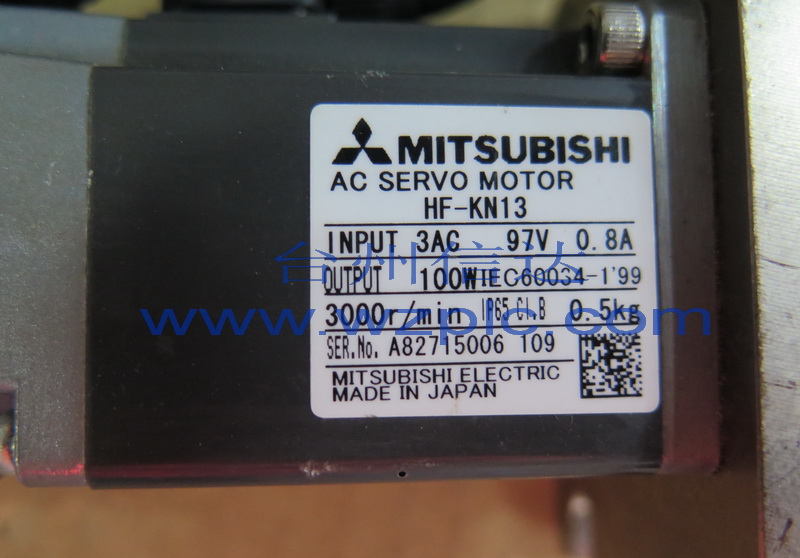 MITSUBISHI
AC SERVO MOTOR
HF-KN13
INPUT 3AC 97V 0.8A
台州信达
OUTPUT 100W IEC60034-1'99
3000r/min IP65 CI.B 0.5kg
www.wzplc.com
SER.No. A82715006 109
MITSUBISHI ELECTRIC
MADE IN JAPAN